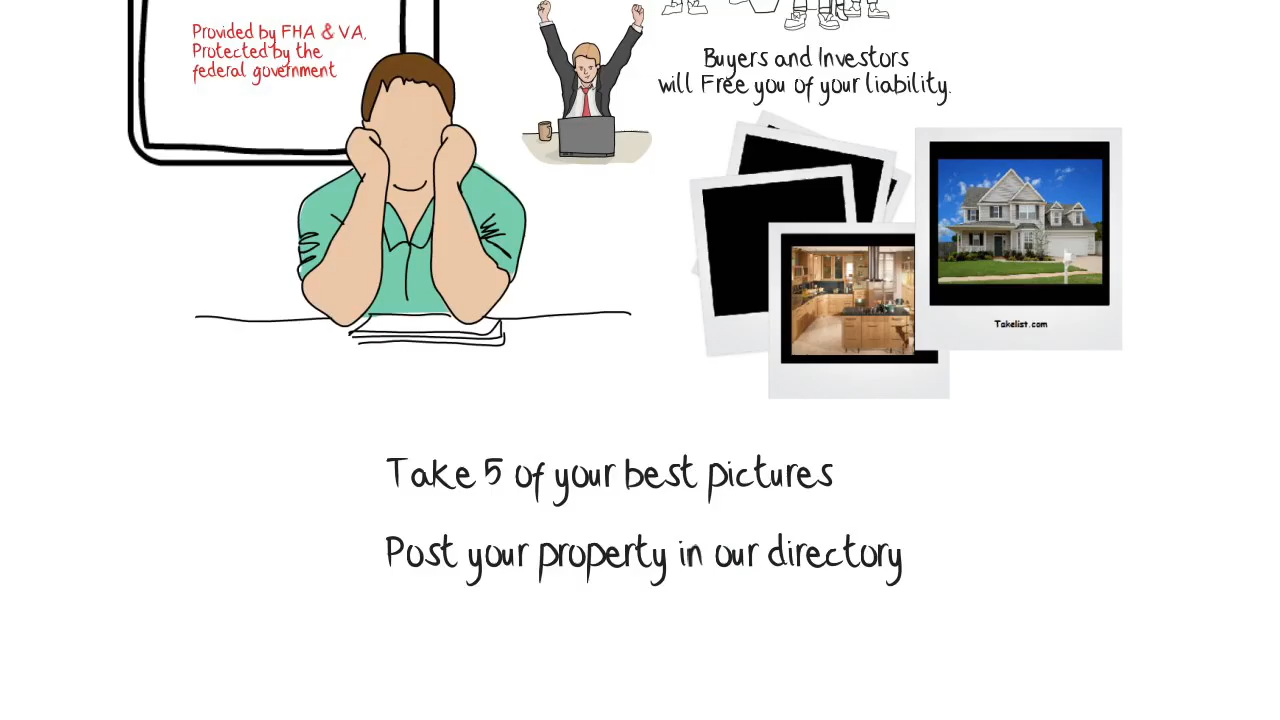 Provided by FHA & VA,
Protected by the
federal government
Buyers and Investors
will Free you of your liability.
Takelist.com
Take 5 of your best pictures
Post your property in our directory